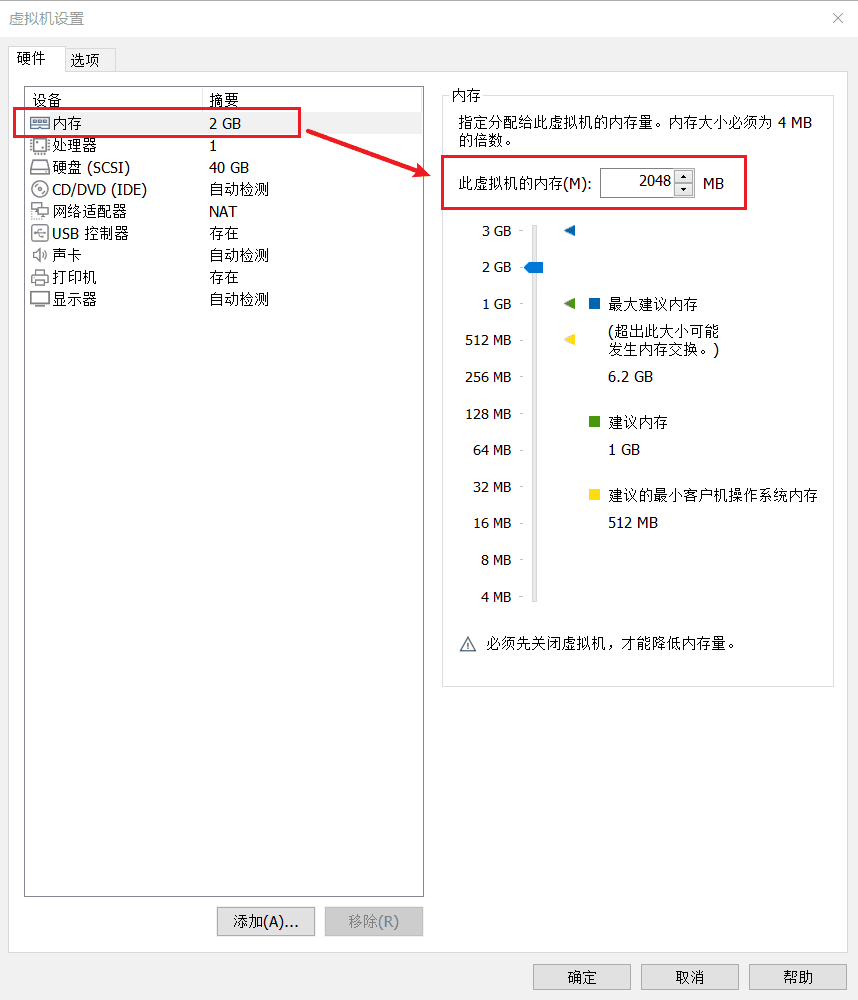 虚拟机设置
硬件 选项
设备 摘要
内存 2 GB
处理器 1
硬盘 (SCSI) 40 GB
CD/DVD (IDE) 自动检测
网络适配器 NAT
USB 控制器 存在
声卡 自动检测
打印机 存在
显示器 自动检测
添加(A)... 移除(R)
内存
指定分配给此虚拟机的内存量。内存大小必须为 4 MB
的倍数。
此虚拟机的内存(M): 2048 MB
3 GB
2 GB
1 GB
512 MB
256 MB
128 MB
64 MB
32 MB
16 MB
8 MB
4 MB
最大建议内存
(超出此大小可能
发生内存交换。)
6.2 GB
建议内存
1 GB
建议的最小客户机操作系统内存
512 MB
必须先关闭虚拟机，才能降低内存量。
确定 取消 帮助